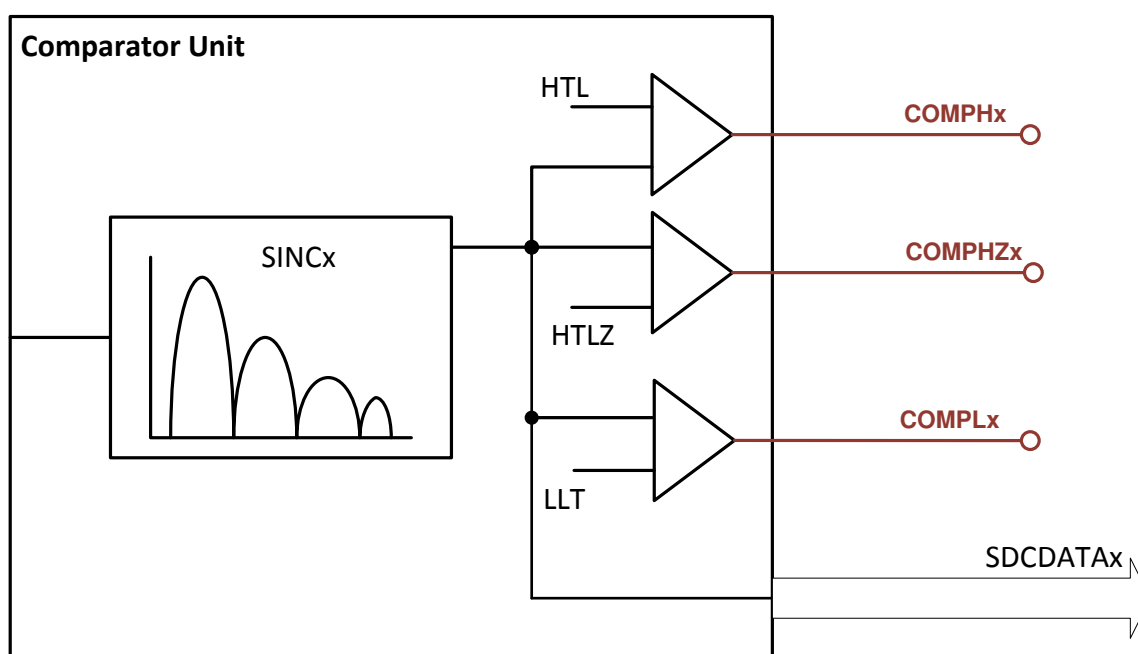 Comparator Unit
HTL
COMPHx
SINCx
COMPHZx
HTLZ
COMPLx
LLT
SDCDATAx